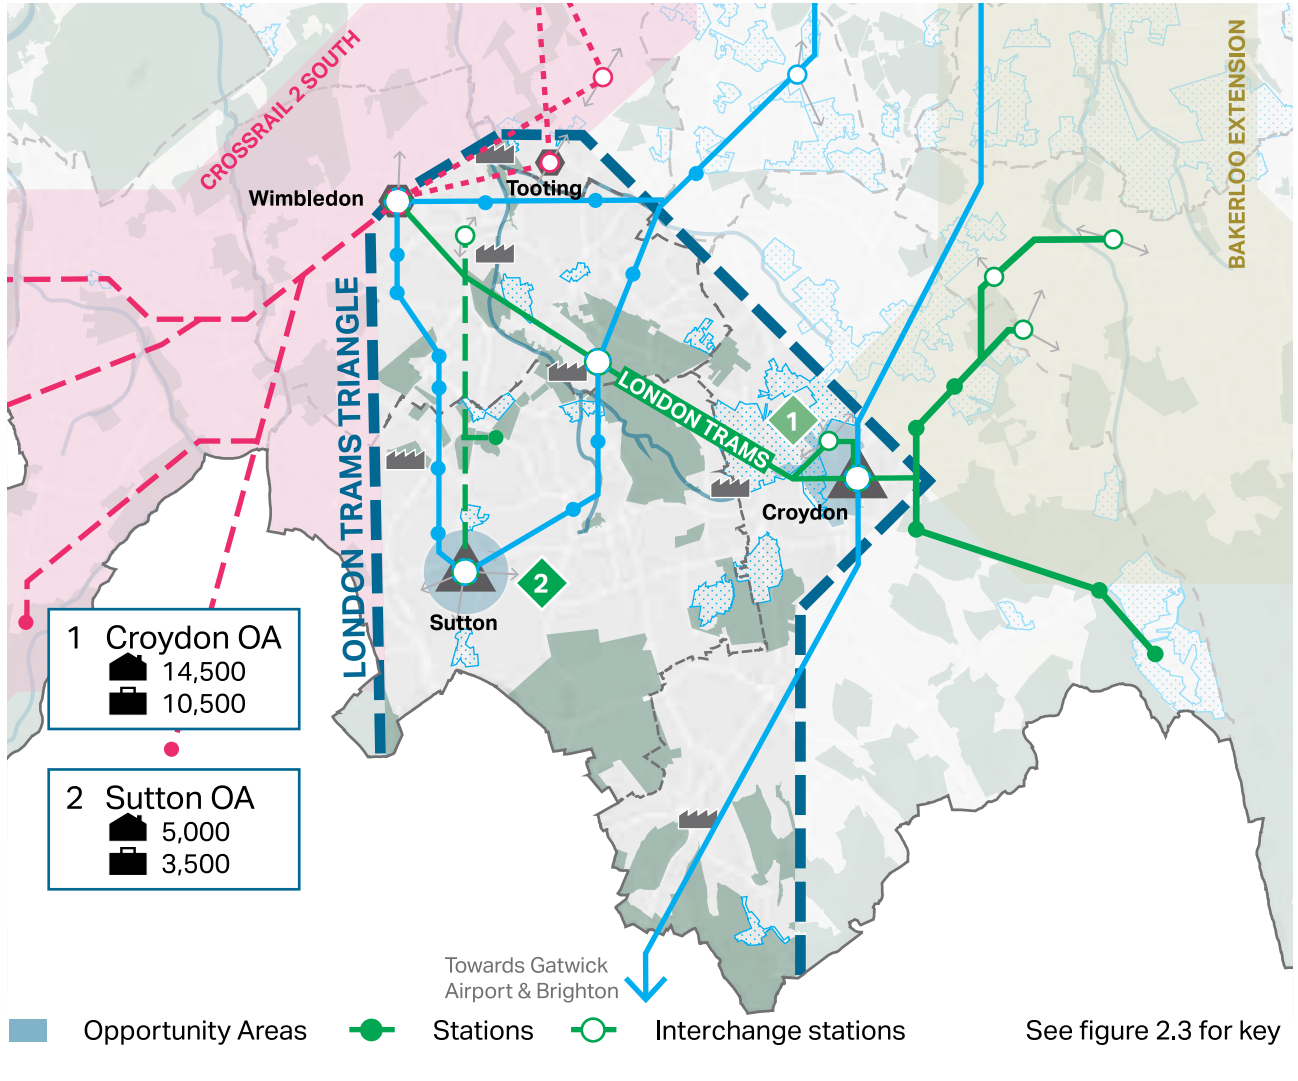 CROSSRAIL 2 SOUTH
BAKERLOO EXTENSION
Wimbledon
Tooting
LONDON TRAMS TRIANGLE
LONDON TRAMS
1
Croydon
2
Sutton
1 Croydon OA
14,500
10,500
2 Sutton OA
5,000
3,500
Towards Gatwick
Airport & Brighton
Opportunity Areas
Stations
Interchange stations
See figure 2.3 for key